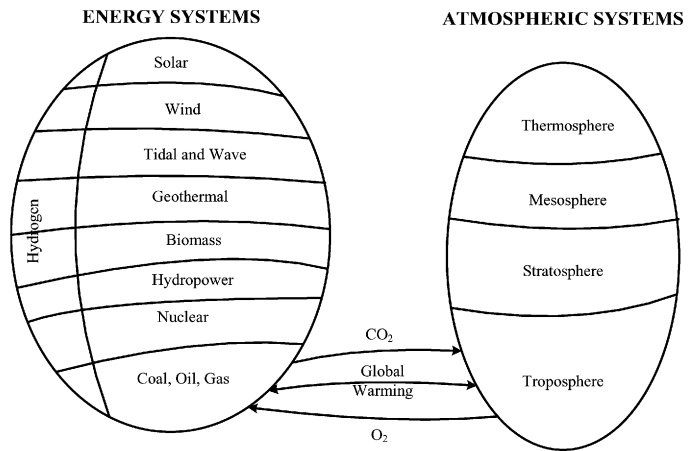 ENERGY SYSTEMS
ATMOSPHERIC SYSTEMS
Solar
Wind
Tidal and Wave
Geothermal
Hydrogen
Biomass
Hydropower
Nuclear
Coal, Oil, Gas
CO₂
Global
Warming
O₂
Thermosphere
Mesosphere
Stratosphere
Troposphere